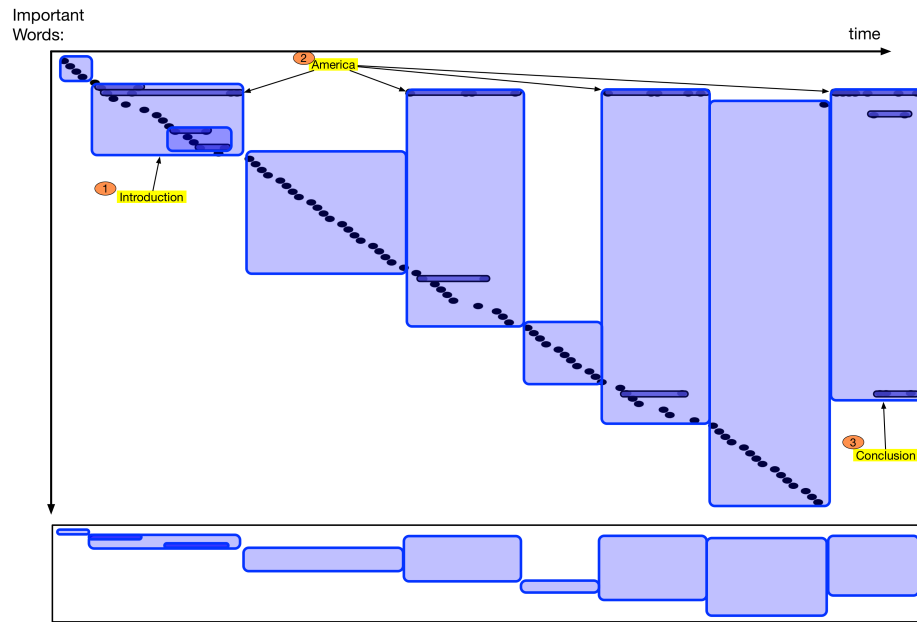 Important
Words:
time
2
America
1
Introduction
3
Conclusion